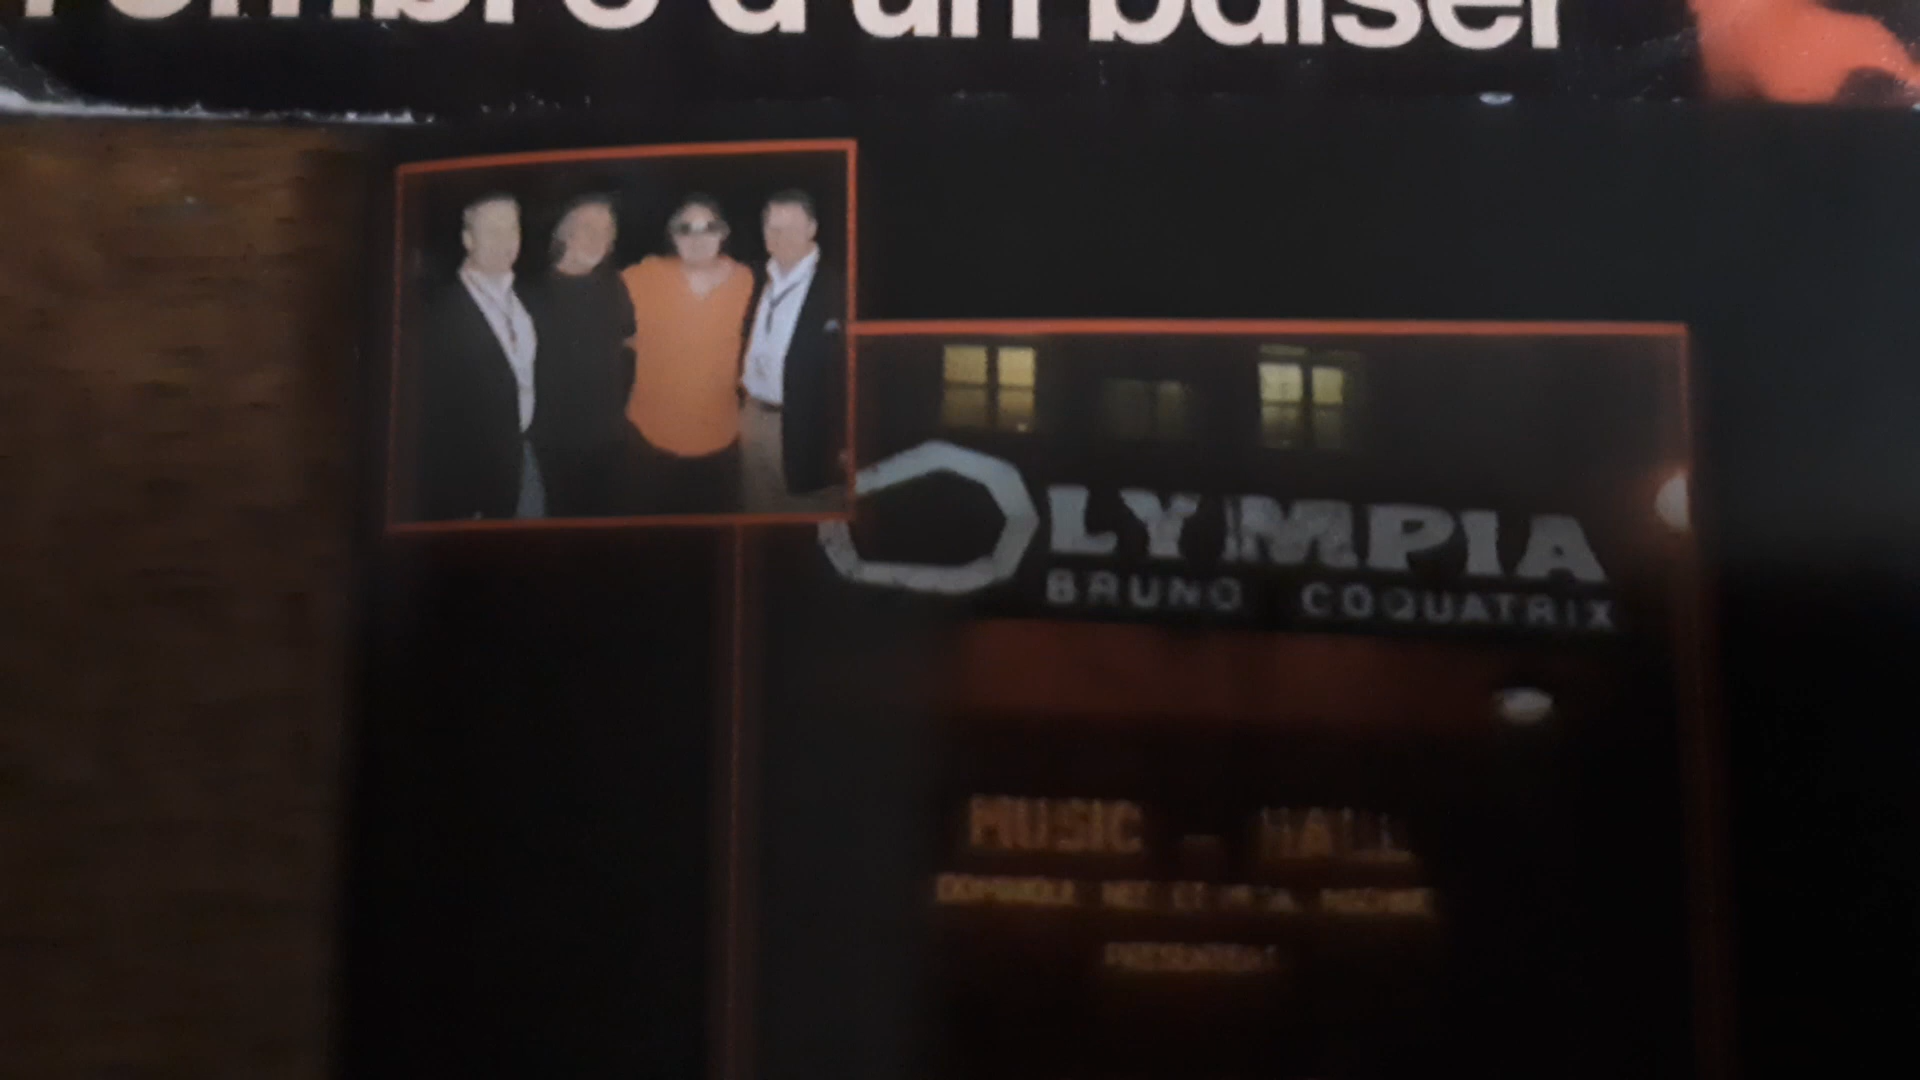 l'ombre d'un baiser
OLYMPIA
BRUNO COQUATRIX
MUSIC - HALL